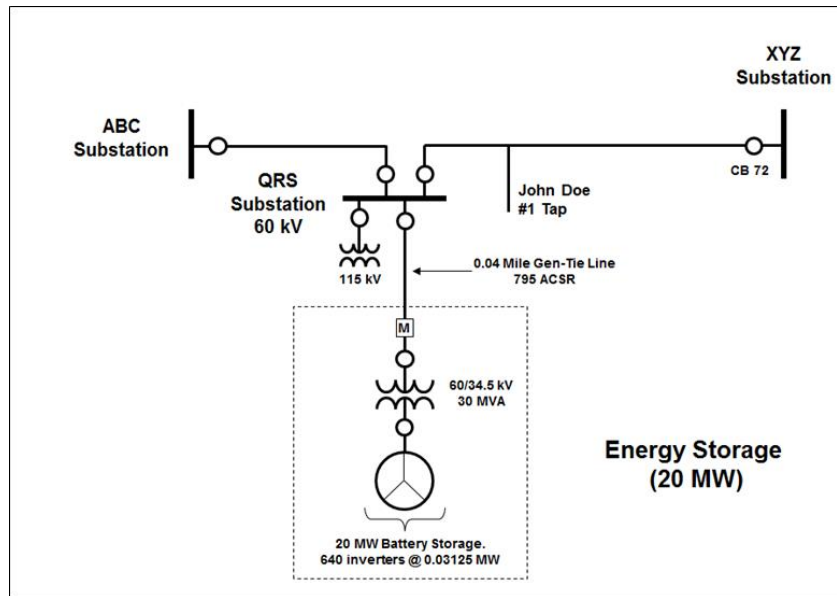 XYZ
Substation
ABC
Substation
CB 72
QRS
Substation
60 kV
John Doe
#1 Tap
115 kV
0.04 Mile Gen-Tie Line
795 ACSR
M
60/34.5 kV
30 MVA
Energy Storage
(20 MW)
20 MW Battery Storage.
640 inverters @ 0.03125 MW